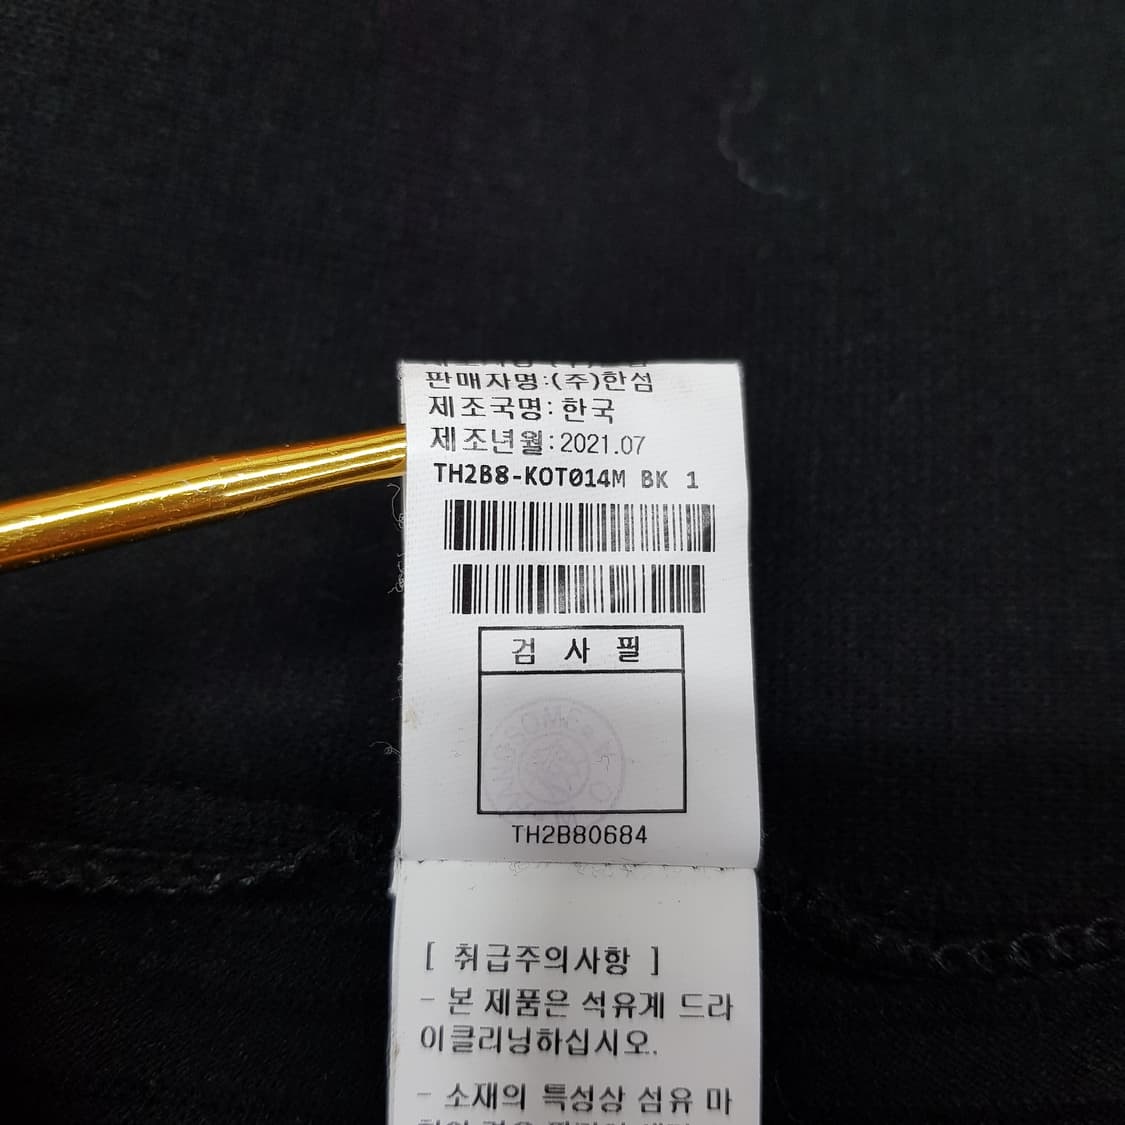 판매자명:(주)한섬
제조국명:한국
제조년월:2021.07
TH2B8-KOT014M BK 1
검 사 필
TH2B80684
[ 취급주의사항 ]
- 본 제품은 석유계 드라
이클리닝하십시오.
- 소재의 특성상 섬유 마